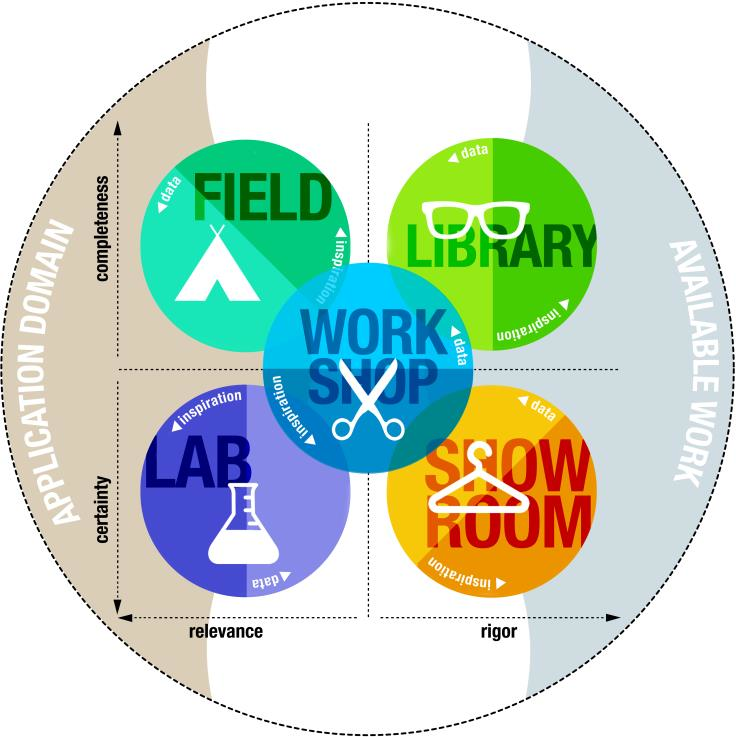 APPLICATION DOMAIN
AVAILABLE WORK
completeness
certainty
relevance
rigor
data
FIELD
inspiration
data
LIBRARY
inspiration
WORK
SHOP
data
inspiration
inspiration
LAB
data
data
SHOW
ROOM
inspiration